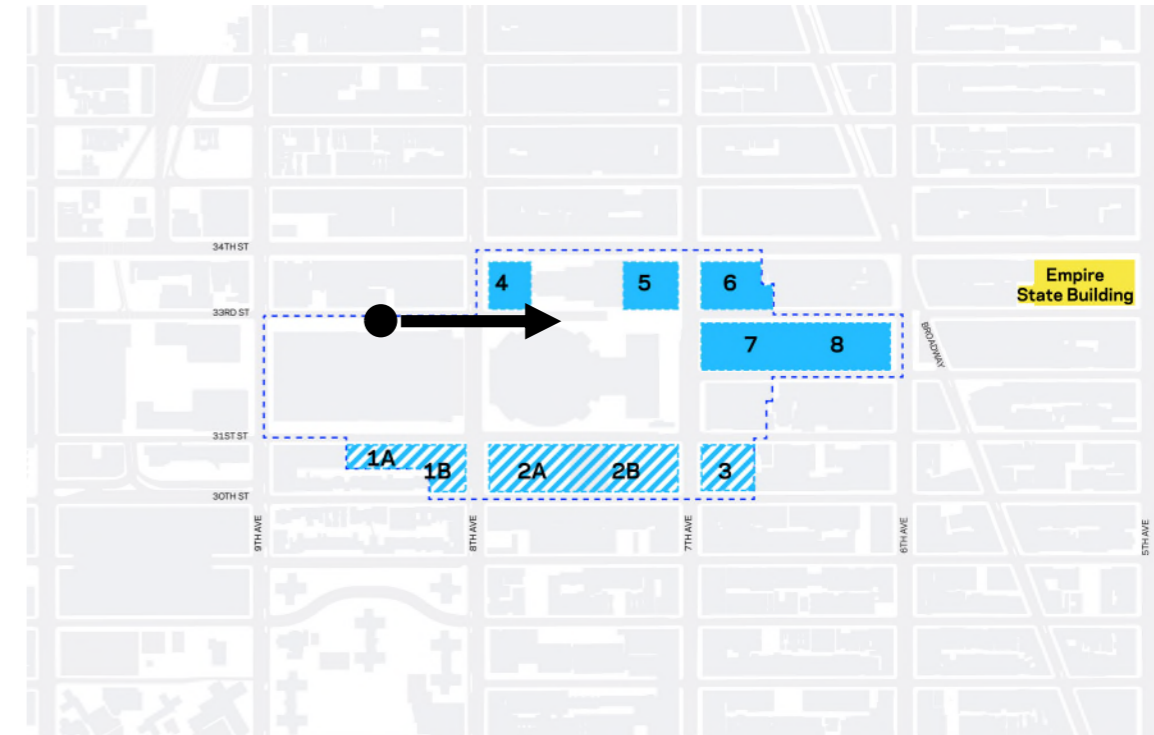 34TH ST
4
5
6
Empire
State Building
33RD ST
7
8
BROADWAY
31ST ST
1A
1B
2A
2B
3
30TH ST
9TH AVE
8TH AVE
7TH AVE
6TH AVE
5TH AVE